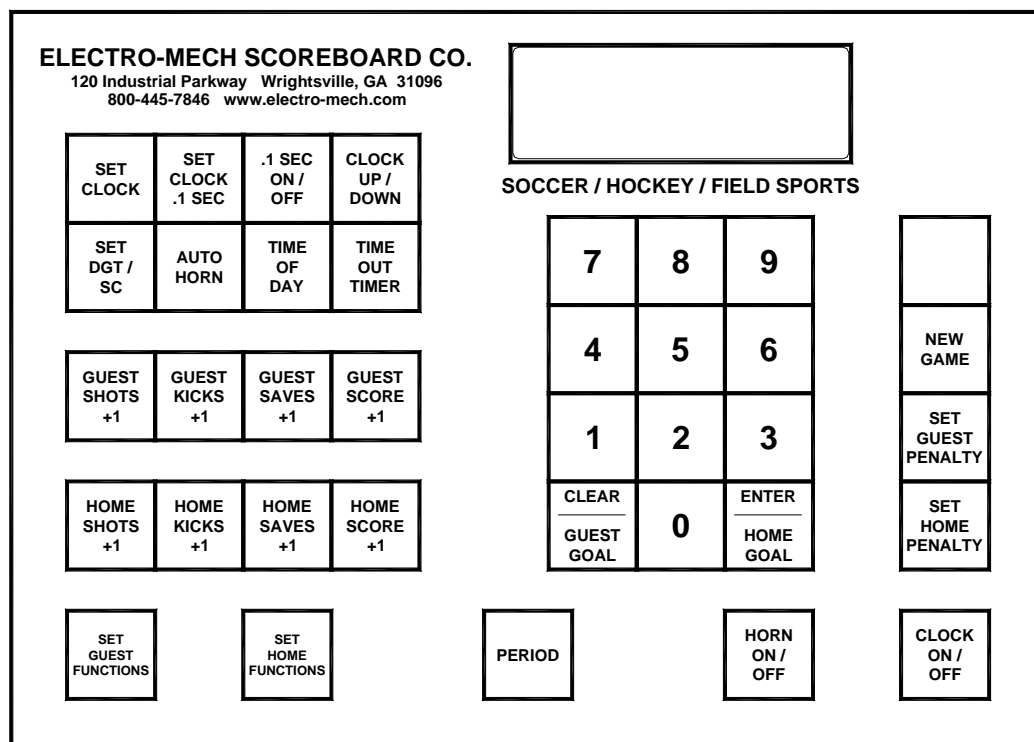 ELECTRO-MECH SCOREBOARD CO.
120 Industrial Parkway Wrightsville, GA 31096
800-445-7846 www.electro-mech.com
SET
CLOCK
SET
CLOCK
.1 SEC
.1 SEC
ON /
OFF
CLOCK
UP /
DOWN
SET
DGT /
SC
AUTO
HORN
TIME
OF
DAY
TIME
OUT
TIMER
GUEST
SHOTS
+1
GUEST
KICKS
+1
GUEST
SAVES
+1
GUEST
SCORE
+1
HOME
SHOTS
+1
HOME
KICKS
+1
HOME
SAVES
+1
HOME
SCORE
+1
SET
GUEST
FUNCTIONS
SET
HOME
FUNCTIONS
SOCCER / HOCKEY / FIELD SPORTS
7
8
9
4
5
6
1
2
3
CLEAR
GUEST
GOAL
0
ENTER
HOME
GOAL
NEW
GAME
SET
GUEST
PENALTY
SET
HOME
PENALTY
PERIOD
HORN
ON /
OFF
CLOCK
ON /
OFF